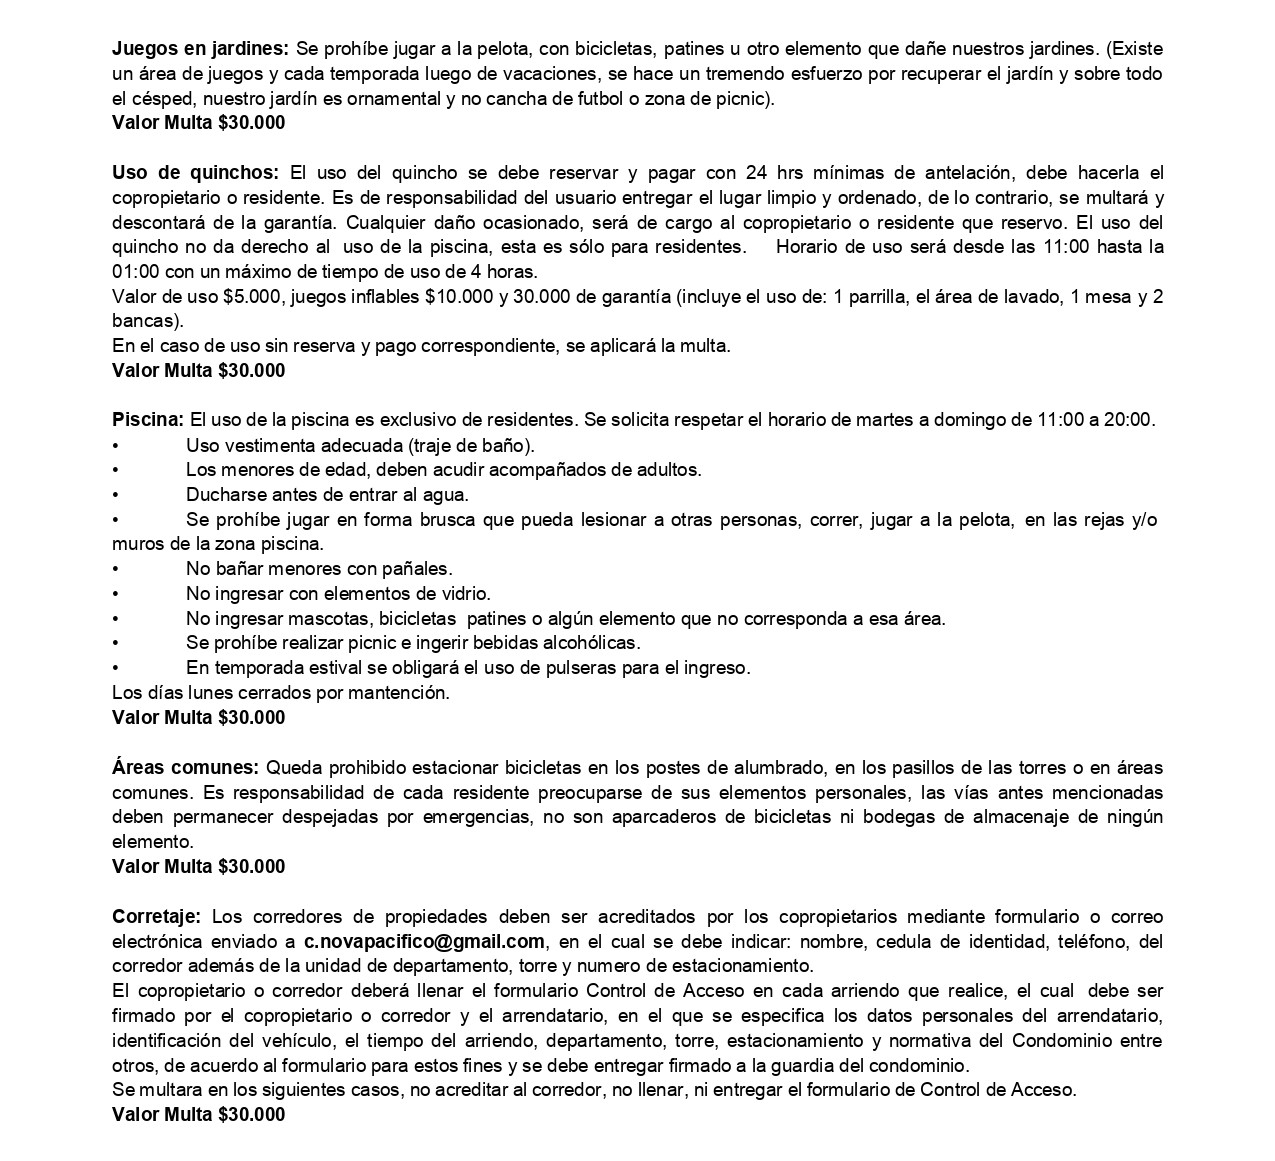 Juegos en jardines: Se prohíbe jugar a la pelota, con bicicletas, patines u otro elemento que dañe nuestros jardines. (Existe
un área de juegos y cada temporada luego de vacaciones, se hace un tremendo esfuerzo por recuperar el jardín y sobre todo
el césped, nuestro jardín es ornamental y no cancha de futbol o zona de picnic).
Valor Multa $30.000
Uso de quinchos: El uso del quincho se debe reservar y pagar con 24 hrs mínimas de antelación, debe hacerla el
copropietario o residente. Es de responsabilidad del usuario entregar el lugar limpio y ordenado, de lo contrario, se multará y
descontará de la garantía. Cualquier daño ocasionado, será de cargo al copropietario o residente que reservo. El uso del
quincho no da derecho al uso de la piscina, esta es sólo para residentes. Horario de uso será desde las 11:00 hasta la
01:00 con un máximo de tiempo de uso de 4 horas.
Valor de uso $5.000, juegos inflables $10.000 y 30.000 de garantía (incluye el uso de: 1 parrilla, el área de lavado, 1 mesa y 2
bancas).
En el caso de uso sin reserva y pago correspondiente, se aplicará la multa.
Valor Multa $30.000
Piscina: El uso de la piscina es exclusivo de residentes. Se solicita respetar el horario de martes a domingo de 11:00 a 20:00.
• Uso vestimenta adecuada (traje de baño).
• Los menores de edad, deben acudir acompañados de adultos.
• Ducharse antes de entrar al agua.
• Se prohíbe jugar en forma brusca que pueda lesionar a otras personas, correr, jugar a la pelota, en las rejas y/o
muros de la zona piscina.
• No bañar menores con pañales.
• No ingresar con elementos de vidrio.
• No ingresar mascotas, bicicletas patines o algún elemento que no corresponda a esa área.
• Se prohíbe realizar picnic e ingerir bebidas alcohólicas.
• En temporada estival se obligará el uso de pulseras para el ingreso.
Los días lunes cerrados por mantención.
Valor Multa $30.000
Áreas comunes: Queda prohibido estacionar bicicletas en los postes de alumbrado, en los pasillos de las torres o en áreas
comunes. Es responsabilidad de cada residente preocuparse de sus elementos personales, las vías antes mencionadas
deben permanecer despejadas por emergencias, no son aparcaderos de bicicletas ni bodegas de almacenaje de ningún
elemento.
Valor Multa $30.000
Corretaje: Los corredores de propiedades deben ser acreditados por los copropietarios mediante formulario o correo
electrónica enviado a c.novapacifico@gmail.com, en el cual se debe indicar: nombre, cedula de identidad, teléfono, del
corredor además de la unidad de departamento, torre y numero de estacionamiento.
El copropietario o corredor deberá llenar el formulario Control de Acceso en cada arriendo que realice, el cual debe ser
firmado por el copropietario o corredor y el arrendatario, en el que se especifica los datos personales del arrendatario,
identificación del vehículo, el tiempo del arriendo, departamento, torre, estacionamiento y normativa del Condominio entre
otros, de acuerdo al formulario para estos fines y se debe entregar firmado a la guardia del condominio.
Se multara en los siguientes casos, no acreditar al corredor, no llenar, ni entregar el formulario de Control de Acceso.
Valor Multa $30.000